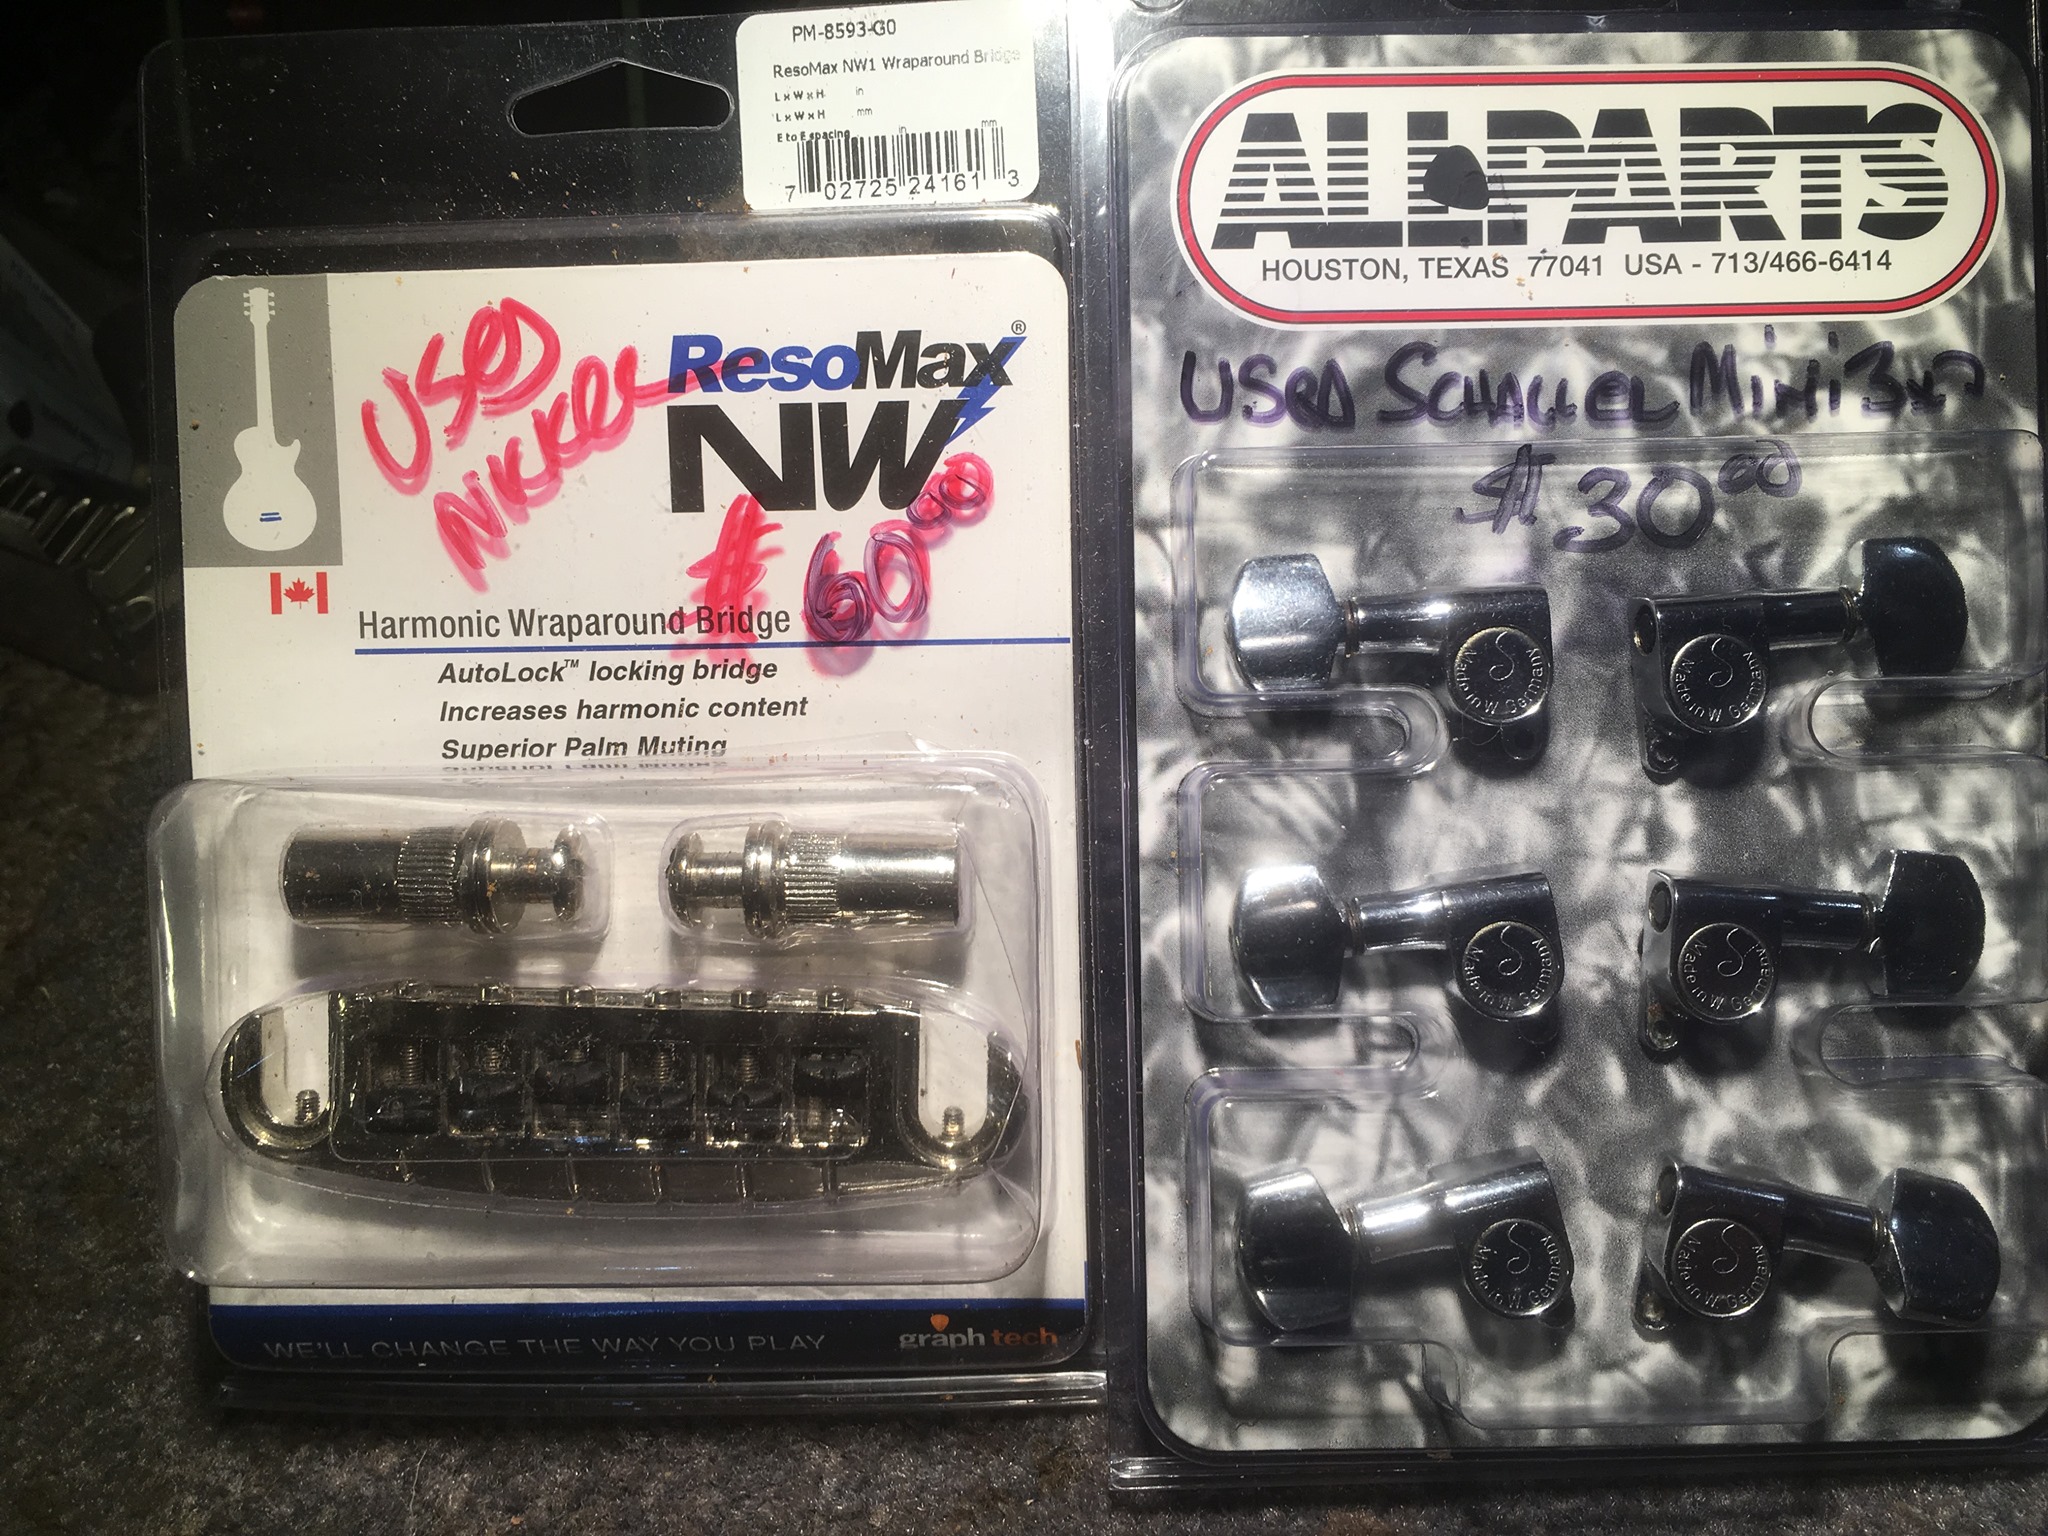 PM-8593-G0
ResoMax NW1 Wraparound Bridge
L x W x H in
L x W x H mm
E to E spacing in mm
7 02725 24161 3
USED
NICKEL
ResoMax®
NW
$ 60.00
Harmonic Wraparound Bridge
AutoLock™ locking bridge
Increases harmonic content
Superior Palm Muting
WE'LL CHANGE THE WAY YOU PLAY
graph tech
ALLPARTS
HOUSTON, TEXAS 77041 USA - 713/466-6414
USED SCHALLER Mini 3x3
$ 30 00
Made in W Germany
Made in W Germany
Made in W Germany
Made in W Germany
Made in W Germany
Made in W Germany